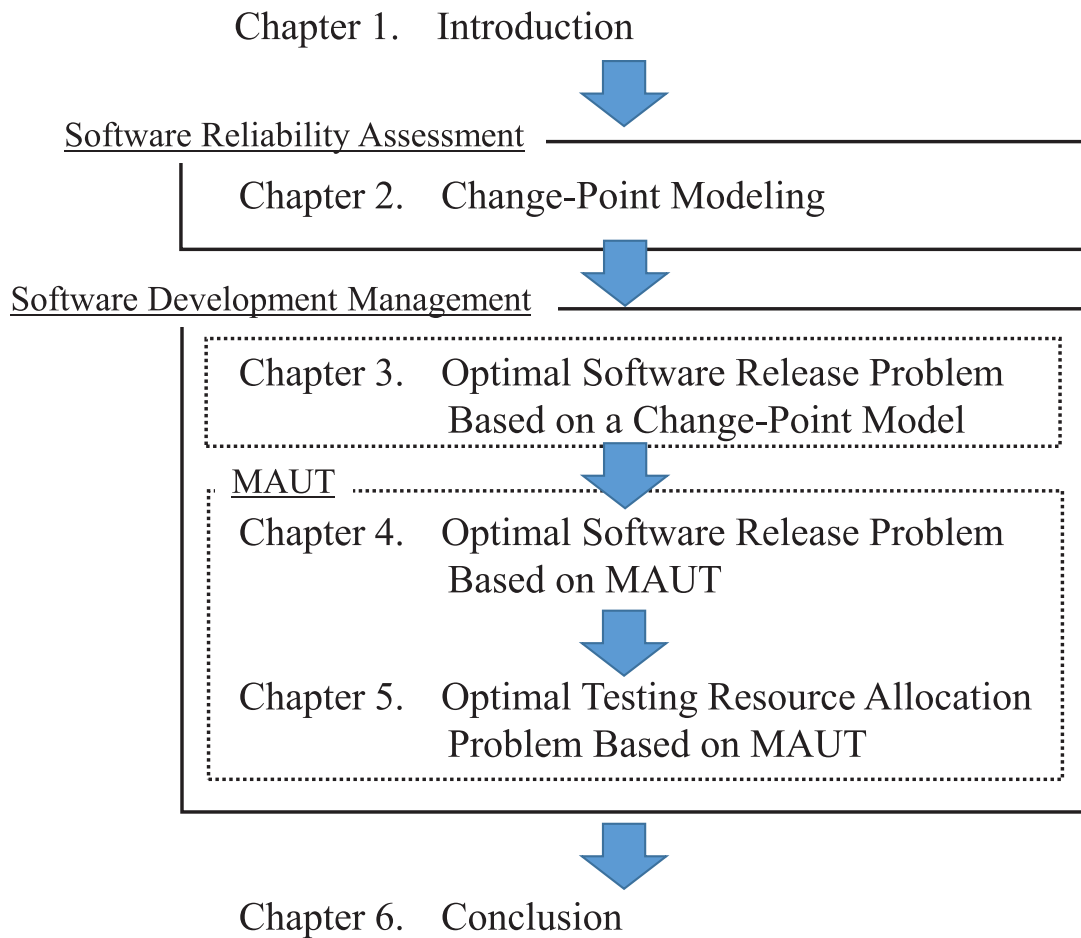 Chapter 1. Introduction
Software Reliability Assessment
Chapter 2. Change-Point Modeling
Software Development Management
Chapter 3. Optimal Software Release Problem
Based on a Change-Point Model
MAUT
Chapter 4. Optimal Software Release Problem
Based on MAUT
Chapter 5. Optimal Testing Resource Allocation
Problem Based on MAUT
Chapter 6. Conclusion